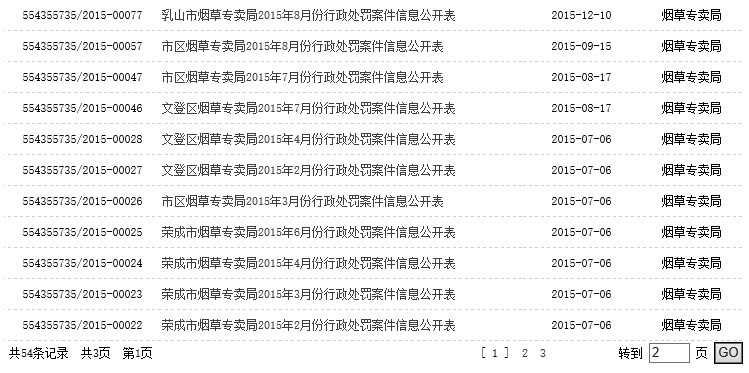 554355735/2015-00077 乳山市烟草专卖局2015年8月份行政处罚案件信息公开表 2015-12-10 烟草专卖局
554355735/2015-00057 市区烟草专卖局2015年8月份行政处罚案件信息公开表 2015-09-15 烟草专卖局
554355735/2015-00047 市区烟草专卖局2015年7月份行政处罚案件信息公开表 2015-08-17 烟草专卖局
554355735/2015-00046 文登区烟草专卖局2015年7月份行政处罚案件信息公开表 2015-08-17 烟草专卖局
554355735/2015-00028 文登区烟草专卖局2015年4月份行政处罚案件信息公开表 2015-07-06 烟草专卖局
554355735/2015-00027 文登区烟草专卖局2015年2月份行政处罚案件信息公开表 2015-07-06 烟草专卖局
554355735/2015-00026 市区烟草专卖局2015年3月份行政处罚案件信息公开表 2015-07-06 烟草专卖局
554355735/2015-00025 荣成市烟草专卖局2015年6月份行政处罚案件信息公开表 2015-07-06 烟草专卖局
554355735/2015-00024 荣成市烟草专卖局2015年4月份行政处罚案件信息公开表 2015-07-06 烟草专卖局
554355735/2015-00023 荣成市烟草专卖局2015年3月份行政处罚案件信息公开表 2015-07-06 烟草专卖局
554355735/2015-00022 荣成市烟草专卖局2015年2月份行政处罚案件信息公开表 2015-07-06 烟草专卖局
共54条记录 共3页 第1页 [ 1 ] 2 3 转到 2 页 GO